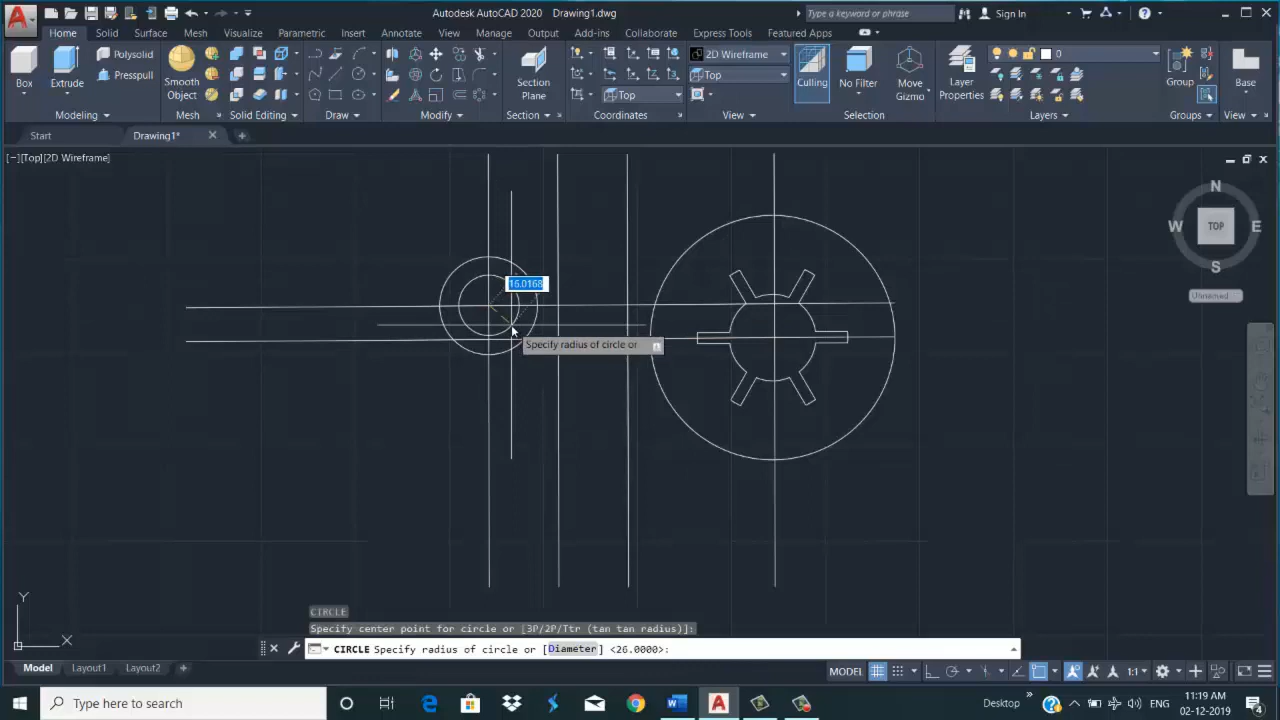 Autodesk AutoCAD 2020 Drawing1.dwg
Type a keyword or phrase
Sign In
Home Solid Surface Mesh Visualize Parametric Insert Annotate View Manage Output Add-ins Collaborate Express Tools Featured Apps
Box
Extrude
Polysolid
Presspull
Smooth
Object
Section
Plane
Top
2D Wireframe
Top
Culling
No Filter
Move
Gizmo
Layer
Properties
0
Group
Base
Modeling
Mesh
Solid Editing
Draw
Modify
Section
Coordinates
View
Selection
Layers
Groups
View
Start
Drawing1*
[−][Top][2D Wireframe]
N
W TOP E
S
Unnamed
16.0168
Specify radius of circle or
Y
X
CIRCLE
Specify center point for circle or [3P/2P/Ttr (tan tan radius)]:
CIRCLE Specify radius of circle or [Diameter] <26.0000>:
Model Layout1 Layout2
MODEL
1:1
Type here to search
Desktop
ENG
11:19 AM
02-12-2019
4